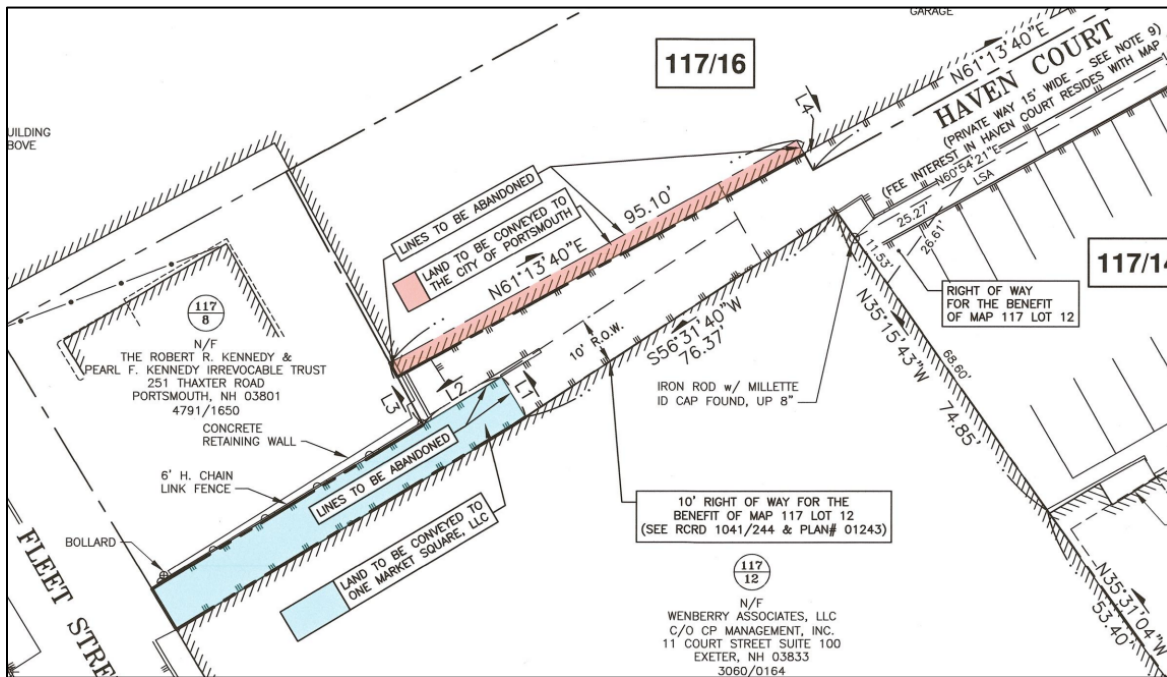 GARAGE
117/16
N61°13'40"E
HAVEN COURT
(PRIVATE WAY 15' WIDE - SEE NOTE 9)
(FEE INTEREST IN HAVEN COURT RESIDES WITH MAP
L4
UILDING
BOVE
LINES TO BE ABANDONED
95.10'
LAND TO BE CONVEYED TO
THE CITY OF PORTSMOUTH
N61°13'40"E
N60°54'21"E
LSA
25.27'
26.61'
11.53'
117/14
RIGHT OF WAY
FOR THE BENEFIT
OF MAP 117 LOT 12
117
8
N/F
THE ROBERT R. KENNEDY &
PEARL F. KENNEDY IRREVOCABLE TRUST
251 THAXTER ROAD
PORTSMOUTH, NH 03801
4791/1650
10' R.O.W.
S56°31'40"W
76.37'
N35°15'43"W
68.60'
74.85'
L2
L1
L3
IRON ROD w/ MILLETTE
ID CAP FOUND, UP 8"
CONCRETE
RETAINING WALL
6' H. CHAIN
LINK FENCE
LINES TO BE ABANDONED
10' RIGHT OF WAY FOR THE
BENEFIT OF MAP 117 LOT 12
(SEE RCRD 1041/244 & PLAN# 01243)
BOLLARD
LAND TO BE CONVEYED TO
ONE MARKET SQUARE, LLC
FLEET STRE
117
12
N/F
WENBERRY ASSOCIATES, LLC
C/O CP MANAGEMENT, INC.
11 COURT STREET SUITE 100
EXETER, NH 03833
3060/0164
N35°31'04"W
53.40'